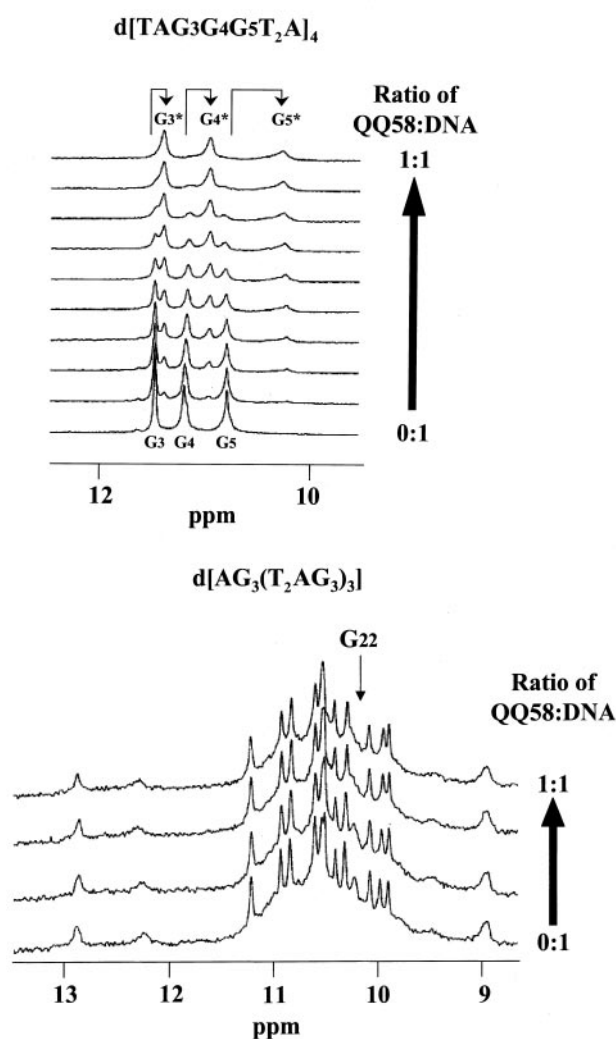 d[TAG3G4G5T₂A]₄
Ratio of
QQ58:DNA
1:1
G3* G4* G5*
0:1
G3 G4 G5
12 10
ppm
d[AG₃(T₂AG₃)₃]
G22
Ratio of
QQ58:DNA
1:1
0:1
13 12 11 10 9
ppm